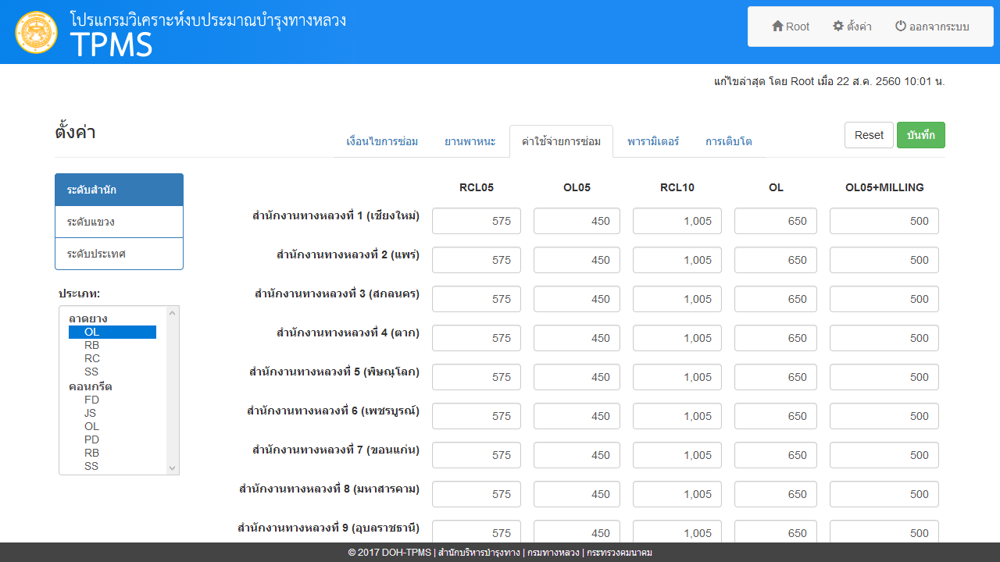 โปรแกรมวิเคราะห์งบประมาณบำรุงทางหลวง
TPMS
Root ตั้งค่า ออกจากระบบ
แก้ไขล่าสุด โดย Root เมื่อ 22 ส.ค. 2560 10:01 น.
ตั้งค่า
เงื่อนไขการซ่อม ยานพาหนะ ค่าใช้จ่ายการซ่อม พารามิเตอร์ การเติบโต
Reset บันทึก
ระดับสำนัก
ระดับแขวง
ระดับประเทศ
ประเภท:
ลาดยาง
OL
RB
RC
SS
คอนกรีต
FD
JS
OL
PD
RB
SS
RCL05 OL05 RCL10 OL OL05+MILLING
สำนักงานทางหลวงที่ 1 (เชียงใหม่) 575 450 1,005 650 500
สำนักงานทางหลวงที่ 2 (แพร่) 575 450 1,005 650 500
สำนักงานทางหลวงที่ 3 (สกลนคร) 575 450 1,005 650 500
สำนักงานทางหลวงที่ 4 (ตาก) 575 450 1,005 650 500
สำนักงานทางหลวงที่ 5 (พิษณุโลก) 575 450 1,005 650 500
สำนักงานทางหลวงที่ 6 (เพชรบูรณ์) 575 450 1,005 650 500
สำนักงานทางหลวงที่ 7 (ขอนแก่น) 575 450 1,005 650 500
สำนักงานทางหลวงที่ 8 (มหาสารคาม) 575 450 1,005 650 500
สำนักงานทางหลวงที่ 9 (อุบลราชธานี) 575 450 1,005 650 500
© 2017 DOH-TPMS | สำนักบริหารบำรุงทาง | กรมทางหลวง | กระทรวงคมนาคม